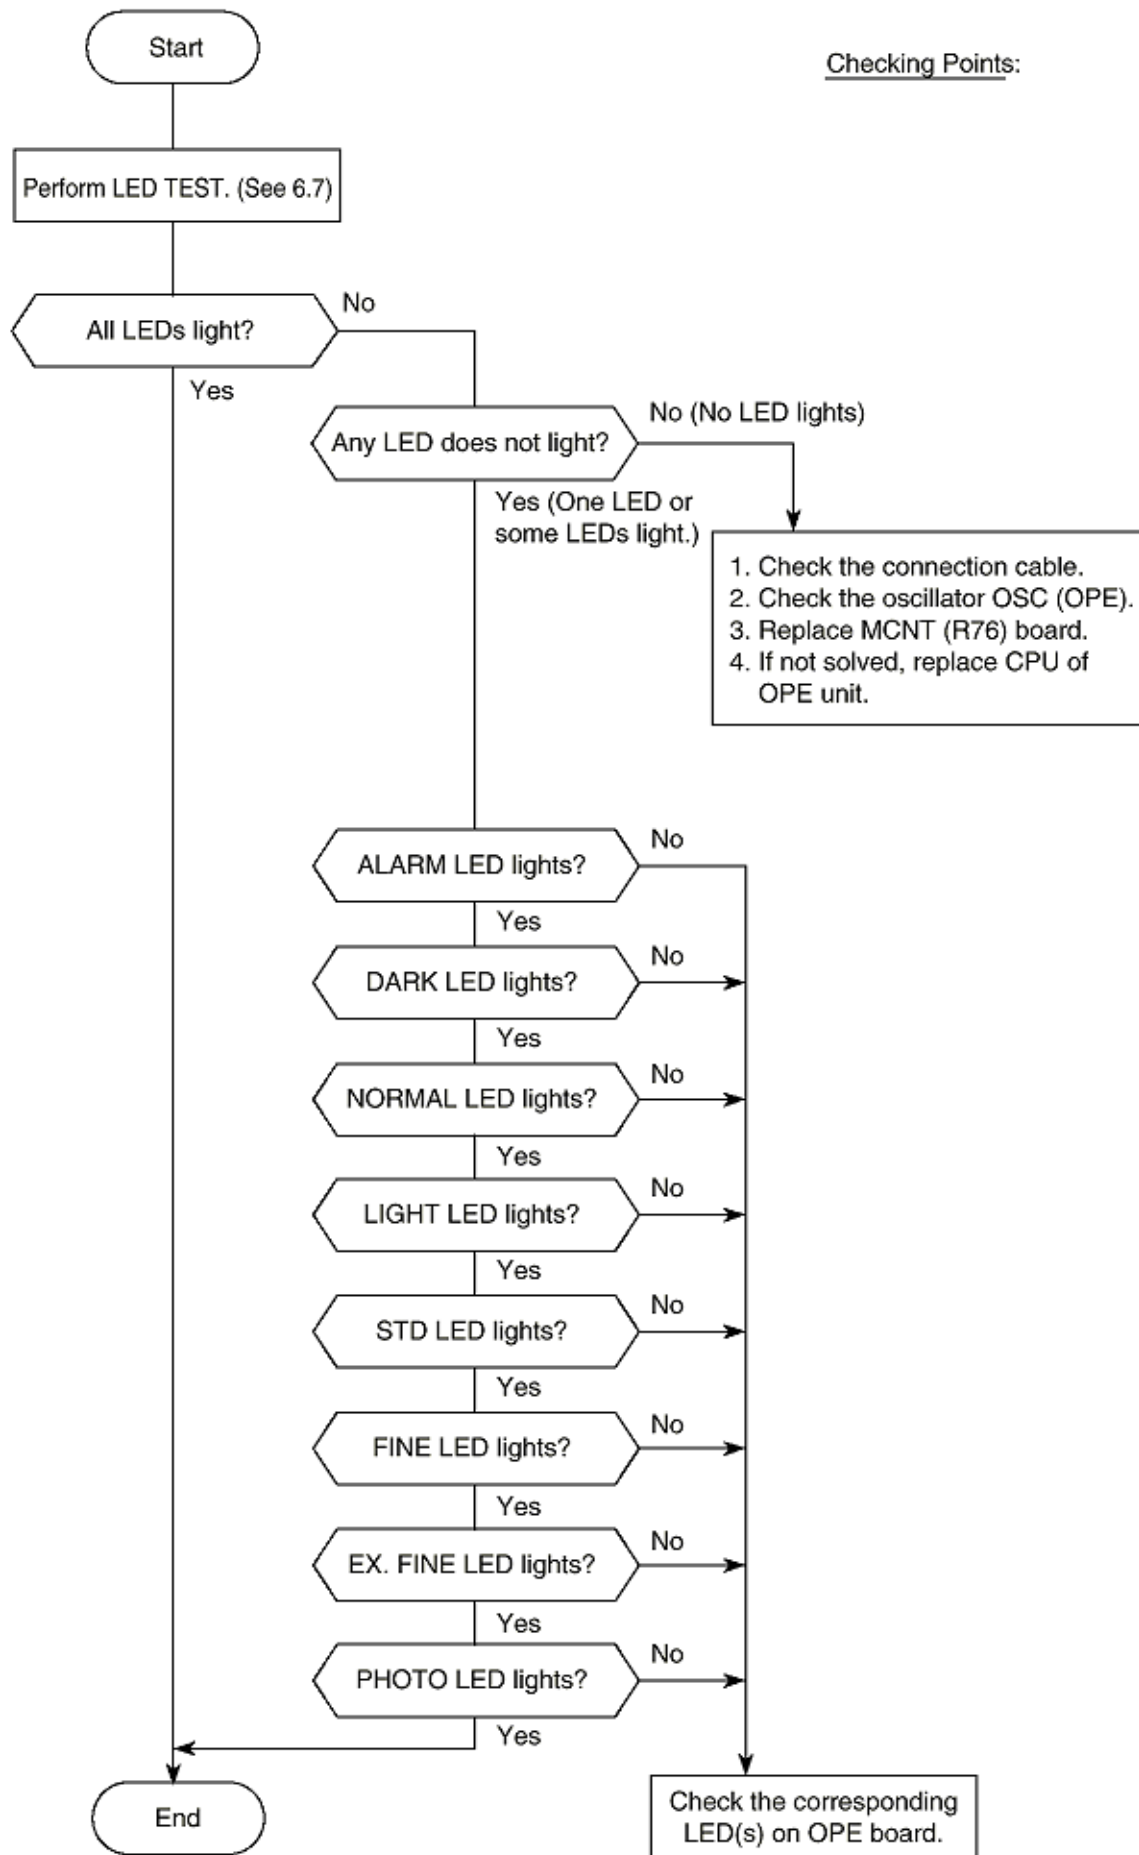 Start
Checking Points:
Perform LED TEST. (See 6.7)
All LEDs light?
No
Yes
Any LED does not light?
No (No LED lights)
Yes (One LED or
some LEDs light.)
1. Check the connection cable.
2. Check the oscillator OSC (OPE).
3. Replace MCNT (R76) board.
4. If not solved, replace CPU of
OPE unit.
ALARM LED lights?
No
Yes
DARK LED lights?
No
Yes
NORMAL LED lights?
No
Yes
LIGHT LED lights?
No
Yes
STD LED lights?
No
Yes
FINE LED lights?
No
Yes
EX. FINE LED lights?
No
Yes
PHOTO LED lights?
No
Yes
End
Check the corresponding
LED(s) on OPE board.